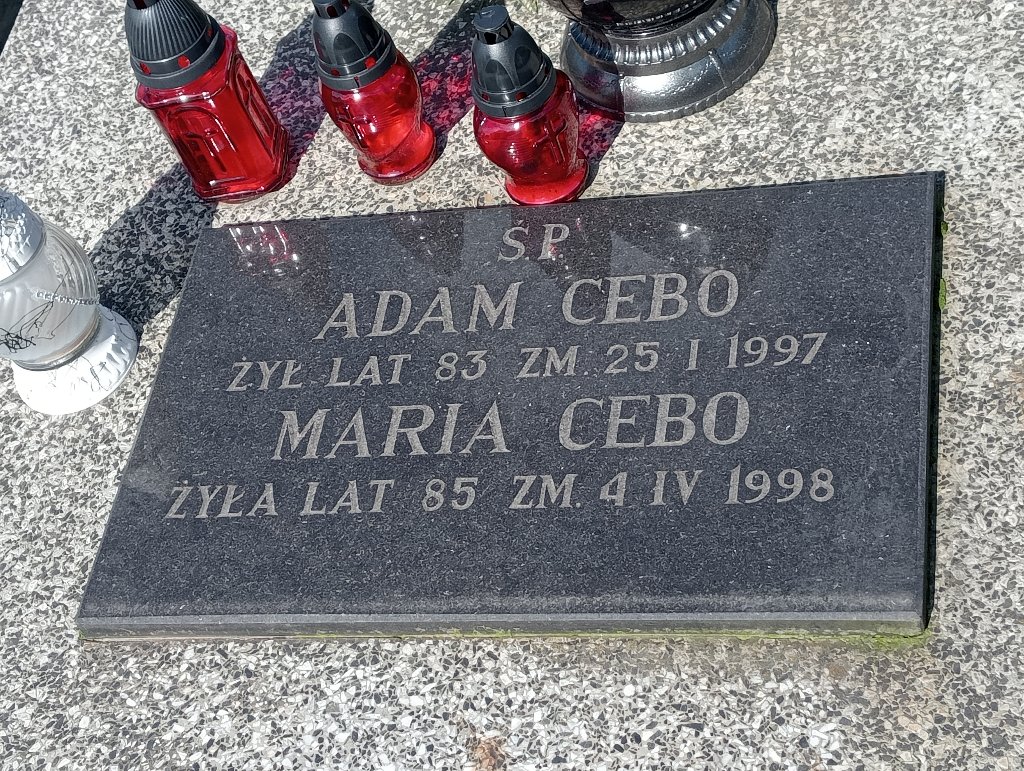 S.P.
ADAM CEBO
ŻYŁ LAT 83 ZM. 25 I 1997
MARIA CEBO
ŻYŁA LAT 85 ZM. 4 IV 1998